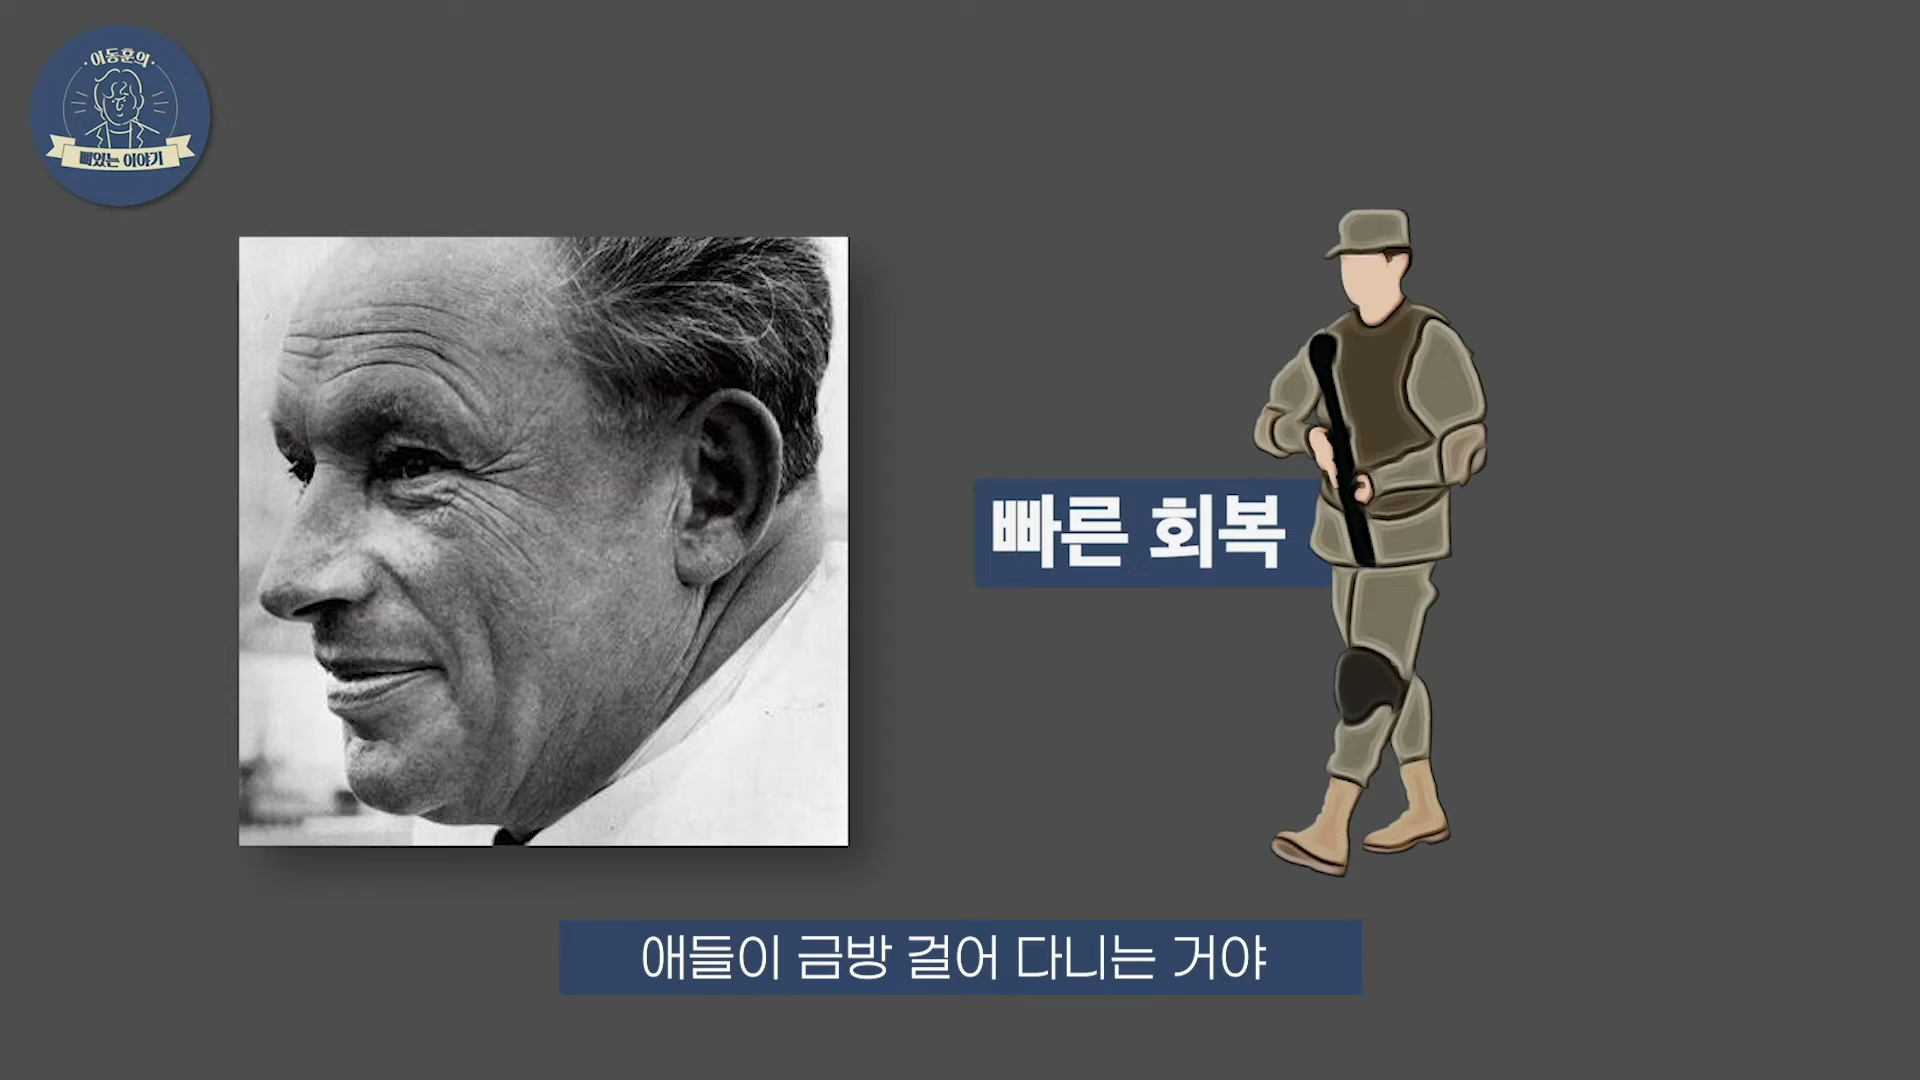 ·이동훈의·
뼈있는 이야기
빠른 회복
애들이 금방 걸어 다니는 거야